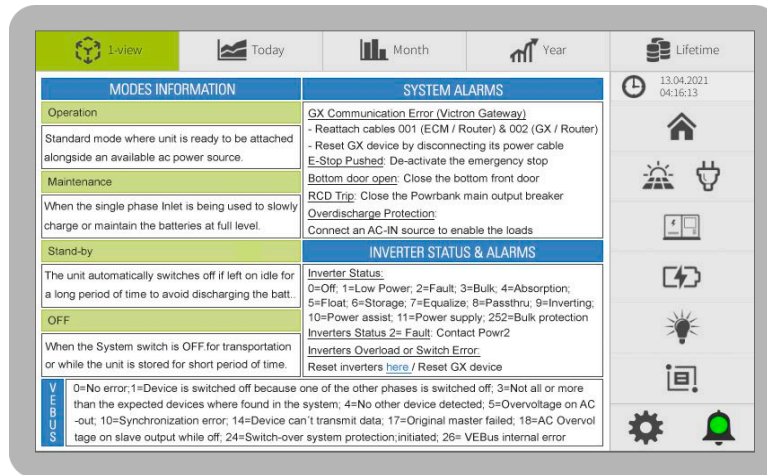 1-view
Today
Month
Year
Lifetime
13.04.2021
04:16:13
MODES INFORMATION
Operation
Standard mode where unit is ready to be attached
alongside an available ac power source.
Maintenance
When the single phase Inlet is being used to slowly
charge or maintain the batteries at full level.
Stand-by
The unit automatically switches off if left on idle for
a long period of time to avoid discharging the batt..
OFF
When the System switch is OFF.for transportation
or while the unit is stored for short period of time.
SYSTEM ALARMS
GX Communication Error (Victron Gateway)
- Reattach cables 001 (ECM / Router) & 002 (GX / Router)
- Reset GX device by disconnecting its power cable
E-Stop Pushed: De-activate the emergency stop
Bottom door open: Close the bottom front door
RCD Trip: Close the Powrbank main output breaker
Overdischarge Protection:
Connect an AC-IN source to enable the loads
INVERTER STATUS & ALARMS
Inverter Status:
0=Off; 1=Low Power; 2=Fault; 3=Bulk; 4=Absorption;
5=Float; 6=Storage; 7=Equalize; 8=Passthru; 9=Inverting;
10=Power assist; 11=Power supply; 252=Bulk protection
Inverters Status 2= Fault: Contact Powr2
Inverters Overload or Switch Error:
Reset inverters here / Reset GX device
VEBUS
0=No error;1=Device is switched off because one of the other phases is switched off; 3=Not all or more
than the expected devices where found in the system; 4=No other device detected; 5=Overvoltage on AC
-out; 10=Synchronization error; 14=Device can´t transmit data; 17=Original master failed; 18=AC Overvol
tage on slave output while off; 24=Switch-over system protection;initiated; 26= VEBus internal error